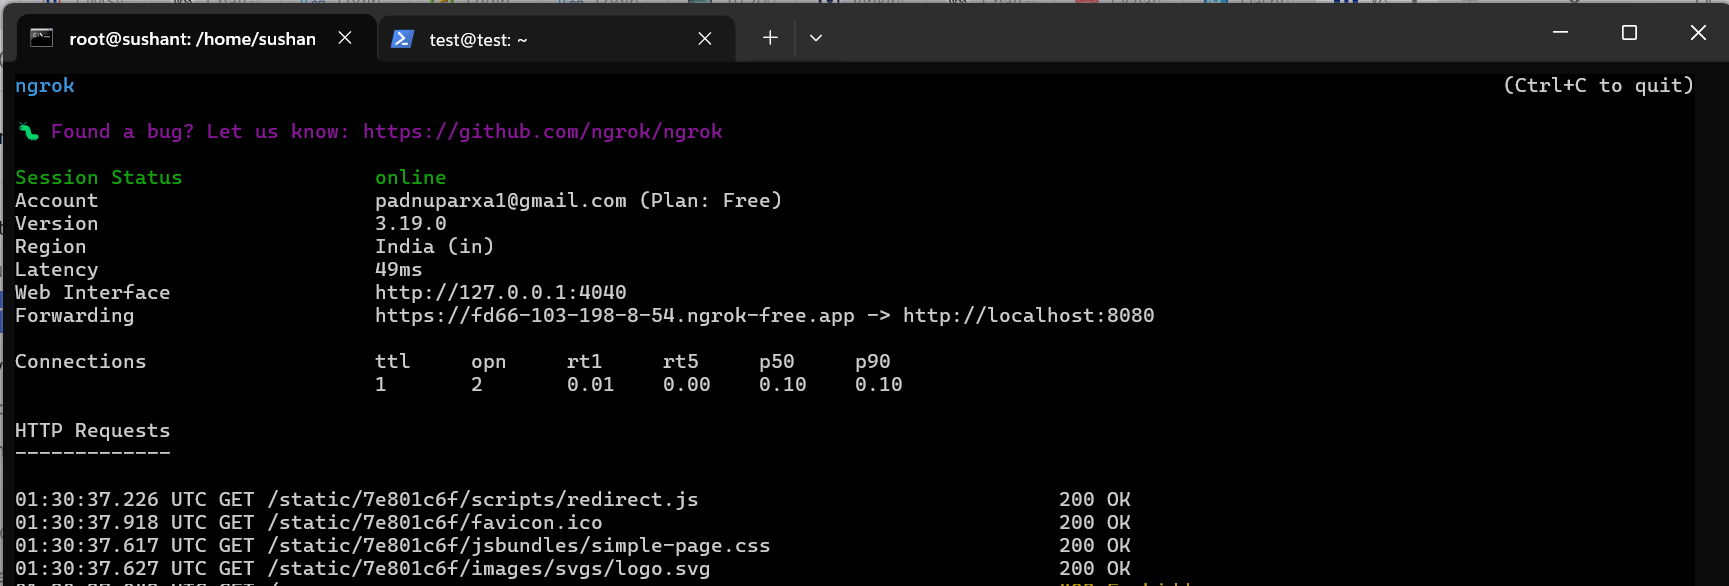 root@sushant: /home/sushan
test@test: ~
ngrok (Ctrl+C to quit)
Found a bug? Let us know: https://github.com/ngrok/ngrok
Session Status online
Account padnuparxa1@gmail.com (Plan: Free)
Version 3.19.0
Region India (in)
Latency 49ms
Web Interface http://127.0.0.1:4040
Forwarding https://fd66-103-198-8-54.ngrok-free.app -> http://localhost:8080
Connections ttl opn rt1 rt5 p50 p90
1 2 0.01 0.00 0.10 0.10
HTTP Requests
-------------
01:30:37.226 UTC GET /static/7e801c6f/scripts/redirect.js 200 OK
01:30:37.918 UTC GET /static/7e801c6f/favicon.ico 200 OK
01:30:37.617 UTC GET /static/7e801c6f/jsbundles/simple-page.css 200 OK
01:30:37.627 UTC GET /static/7e801c6f/images/svgs/logo.svg 200 OK